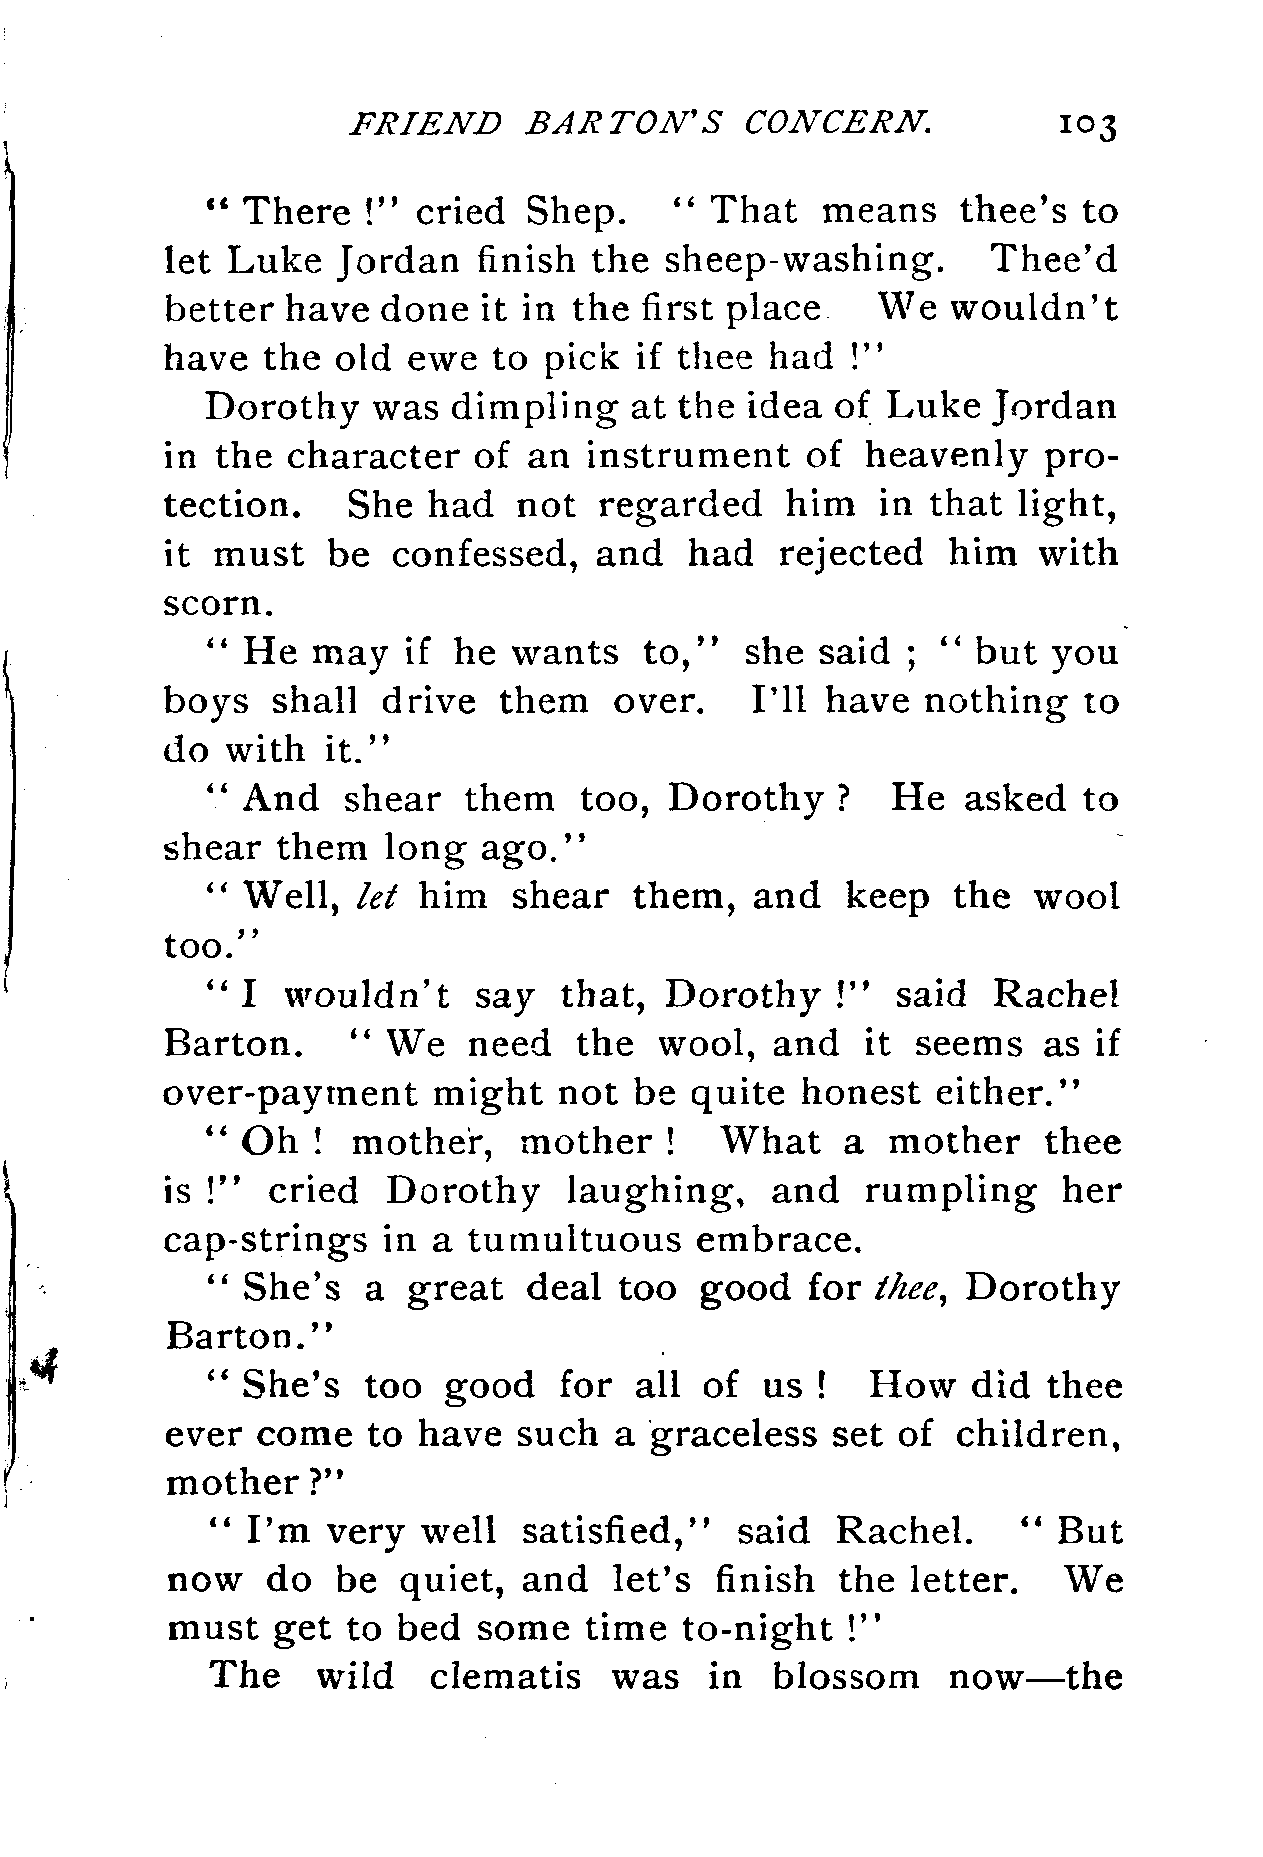 FRIEND BARTON'S CONCERN. 103
“ There !” cried Shep. “ That means thee's to
let Luke Jordan finish the sheep-washing. Thee'd
better have done it in the first place We wouldn't
have the old ewe to pick if thee had !”
Dorothy was dimpling at the idea of Luke Jordan
in the character of an instrument of heavenly pro-
tection. She had not regarded him in that light,
it must be confessed, and had rejected him with
scorn.
“ He may if he wants to,” she said ; “ but you
boys shall drive them over. I'll have nothing to
do with it.”
“ And shear them too, Dorothy ? He asked to
shear them long ago.”
“ Well, let him shear them, and keep the wool
too.”
“ I wouldn't say that, Dorothy !” said Rachel
Barton. “ We need the wool, and it seems as if
over-payment might not be quite honest either.”
“ Oh ! mother, mother ! What a mother thee
is !” cried Dorothy laughing, and rumpling her
cap-strings in a tumultuous embrace.
“ She's a great deal too good for thee, Dorothy
Barton.”
“ She's too good for all of us ! How did thee
ever come to have such a graceless set of children,
mother ?”
“ I'm very well satisfied,” said Rachel. “ But
now do be quiet, and let's finish the letter. We
must get to bed some time to-night !”
The wild clematis was in blossom now—the